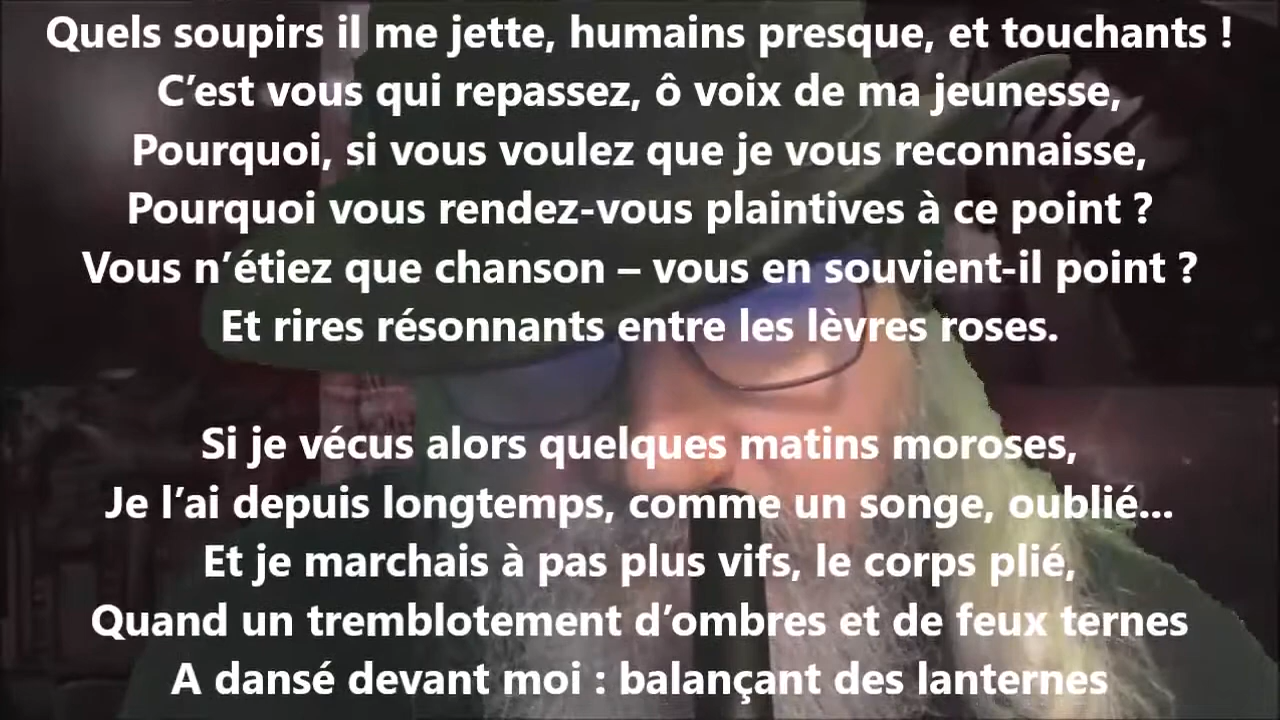 Quels soupirs il me jette, humains presque, et touchants !
C’est vous qui repassez, ô voix de ma jeunesse,
Pourquoi, si vous voulez que je vous reconnaisse,
Pourquoi vous rendez-vous plaintives à ce point ?
Vous n’étiez que chanson – vous en souvient-il point ?
Et rires résonnants entre les lèvres roses.
Si je vécus alors quelques matins moroses,
Je l’ai depuis longtemps, comme un songe, oublié...
Et je marchais à pas plus vifs, le corps plié,
Quand un tremblotement d’ombres et de feux ternes
A dansé devant moi : balançant des lanternes